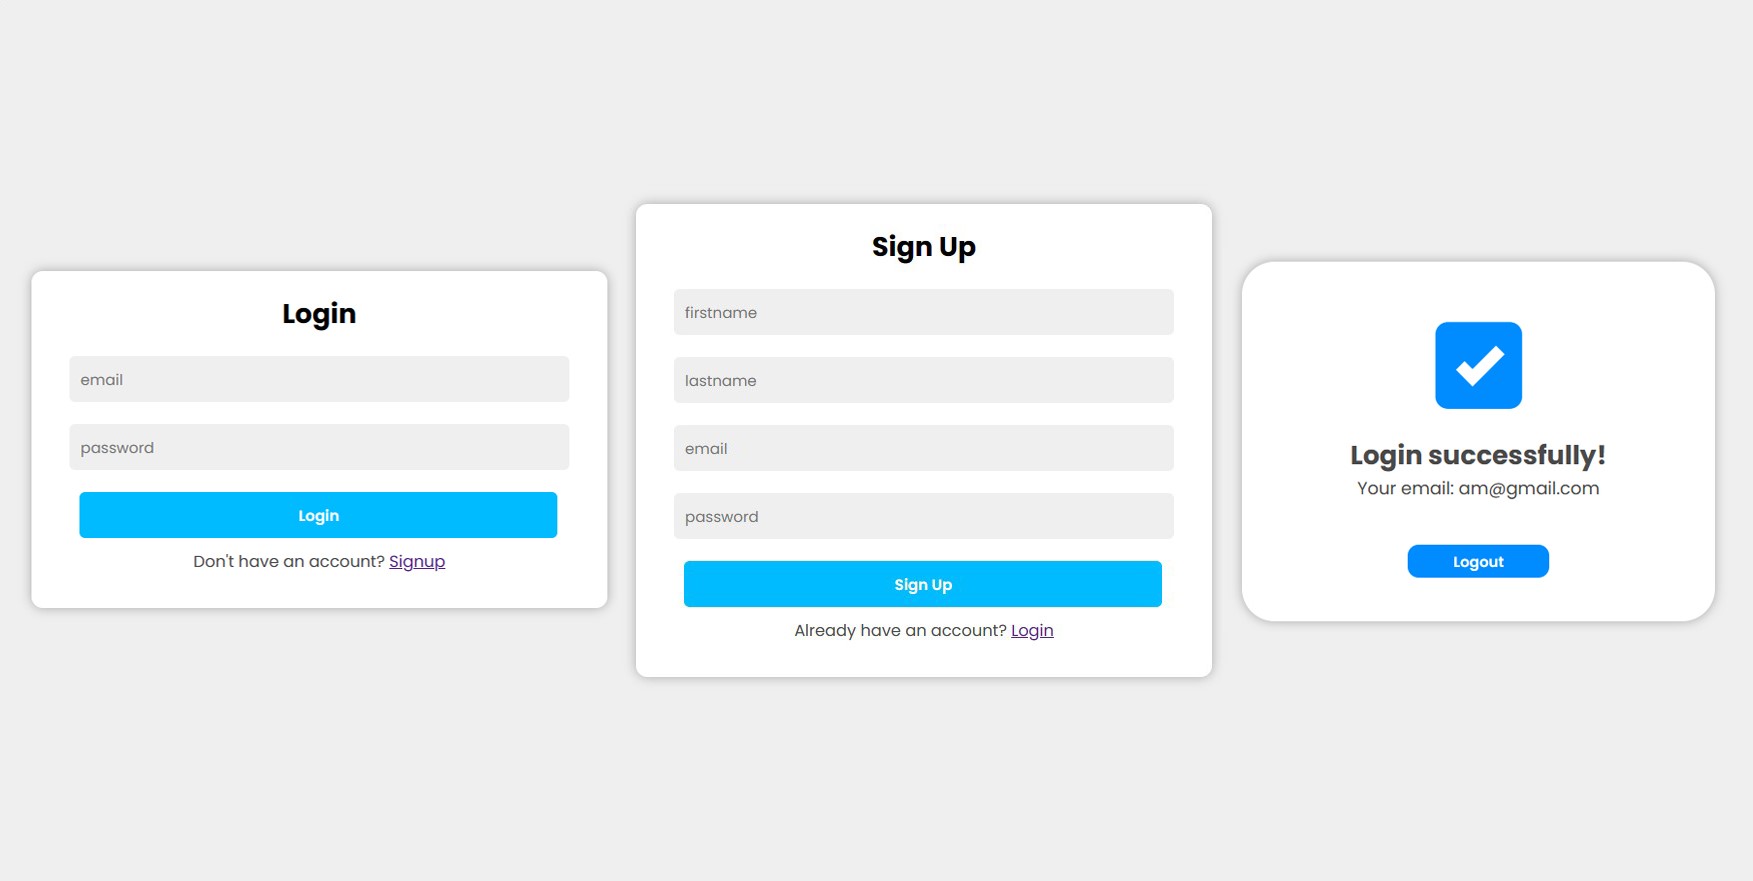 Login
email
password
Login
Don't have an account? Signup
Sign Up
firstname
lastname
email
password
Sign Up
Already have an account? Login
Login successfully!
Your email: am@gmail.com
Logout